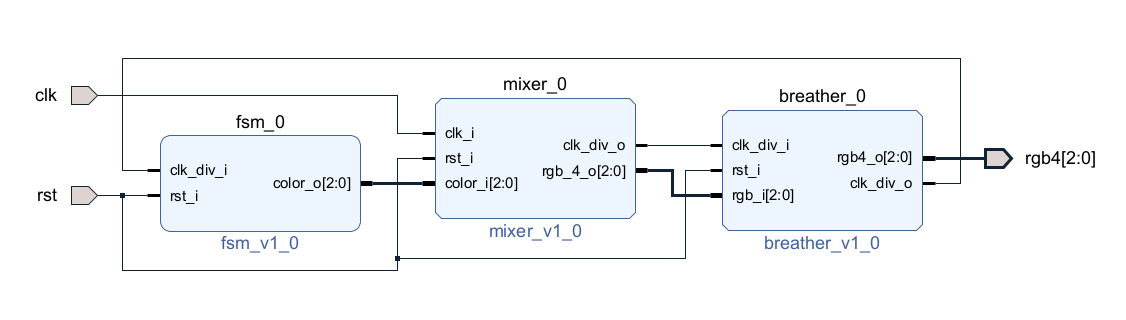 clk
rst
fsm_0
clk_div_i
rst_i
color_o[2:0]
fsm_v1_0
mixer_0
clk_i
rst_i
color_i[2:0]
clk_div_o
rgb_4_o[2:0]
mixer_v1_0
breather_0
clk_div_i
rst_i
rgb_i[2:0]
rgb4_o[2:0]
clk_div_o
breather_v1_0
rgb4[2:0]